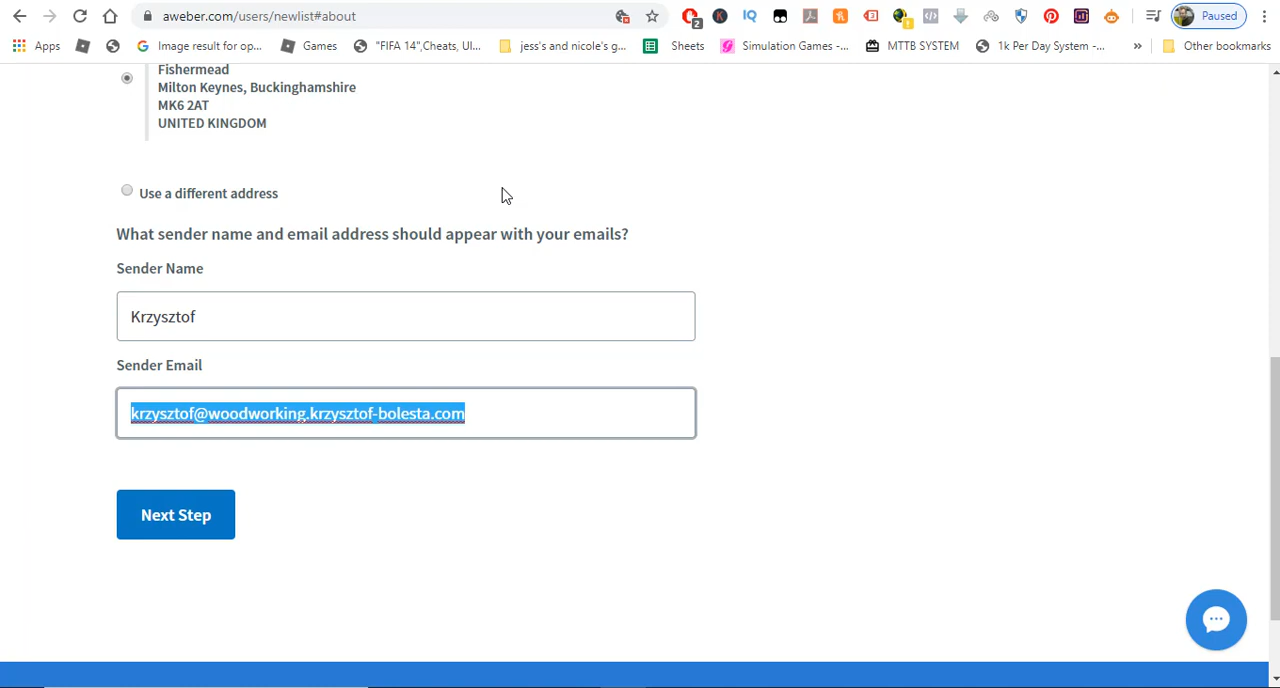 aweber.com/users/newlist#about
2
Paused
Apps
Image result for op...
Games
"FIFA 14",Cheats, Ul...
jess's and nicole's g...
Sheets
Simulation Games -...
MTTB SYSTEM
1k Per Day System -...
»
Other bookmarks
Fishermead
Milton Keynes, Buckinghamshire
MK6 2AT
UNITED KINGDOM
Use a different address
What sender name and email address should appear with your emails?
Sender Name
Krzysztof
Sender Email
krzysztof@woodworking.krzysztof-bolesta.com
Next Step